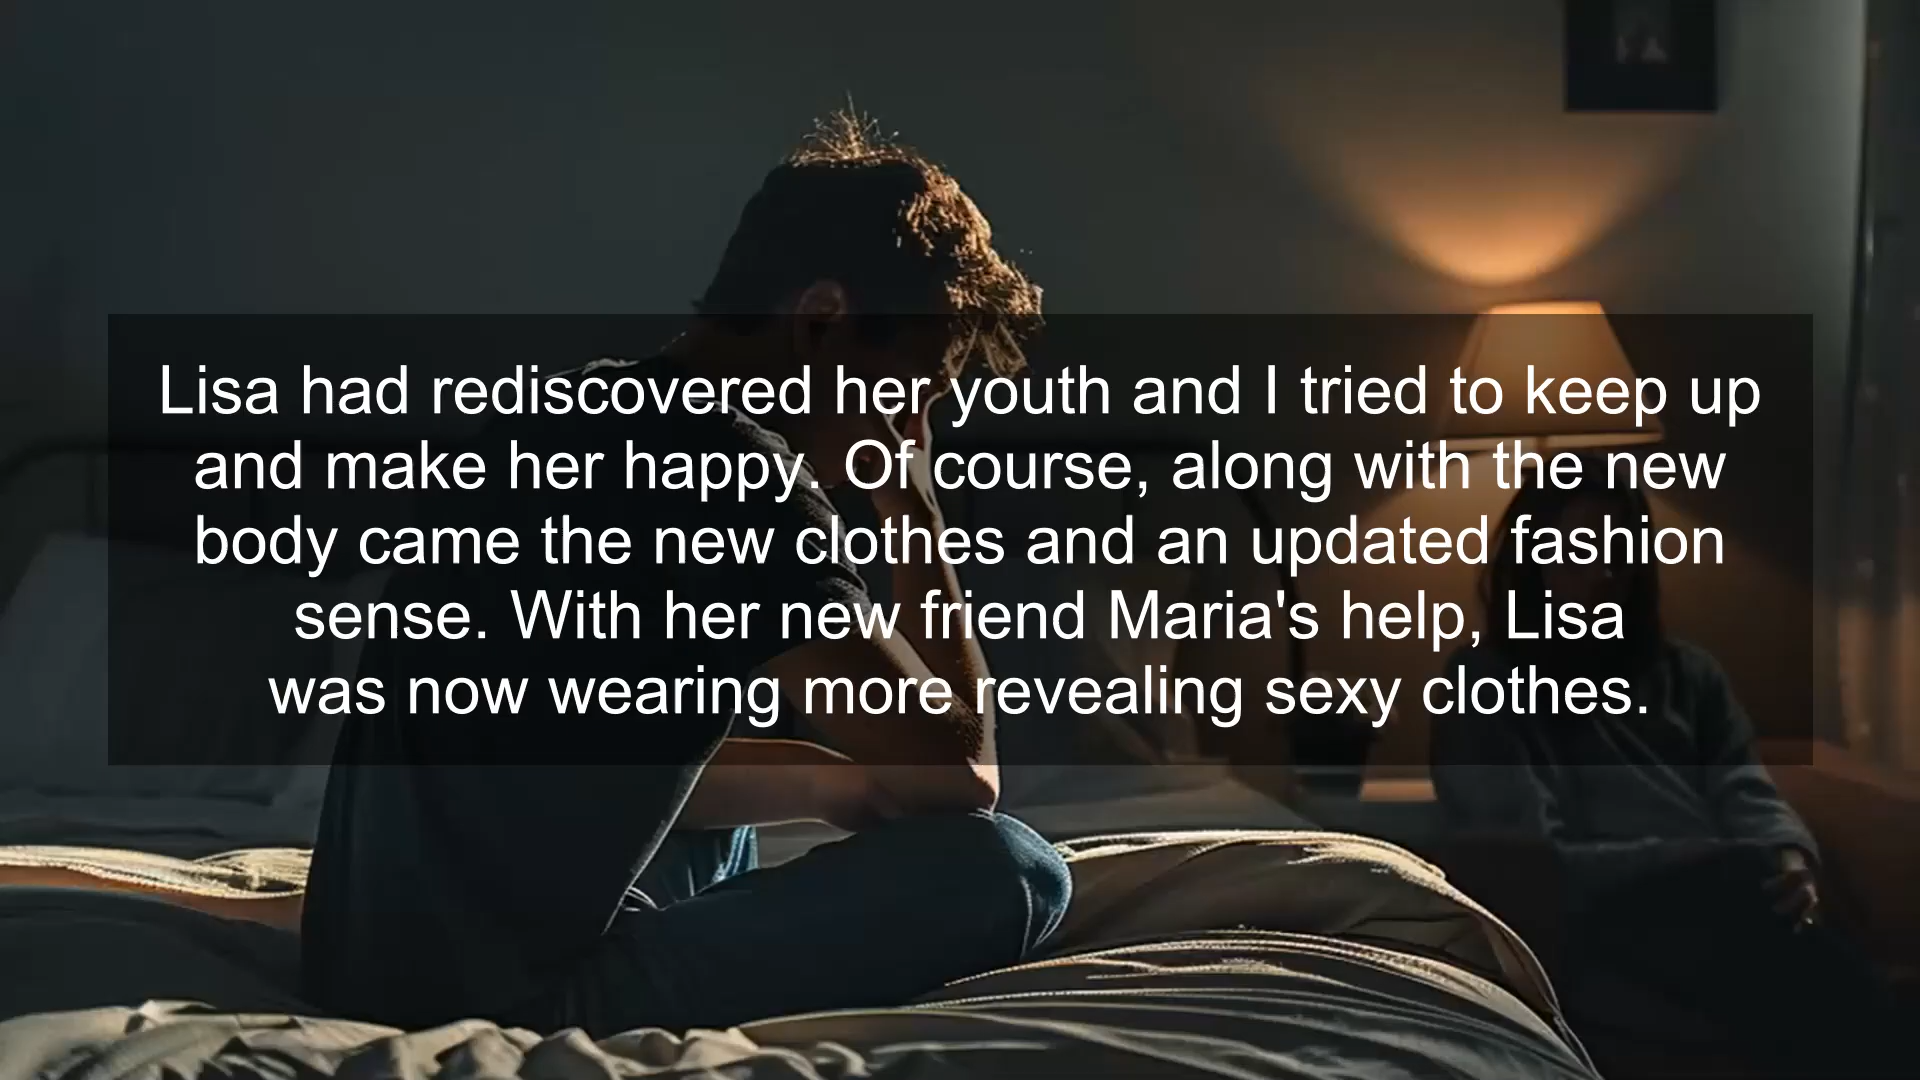 Lisa had rediscovered her youth and I tried to keep up
and make her happy. Of course, along with the new
body came the new clothes and an updated fashion
sense. With her new friend Maria's help, Lisa
was now wearing more revealing sexy clothes.